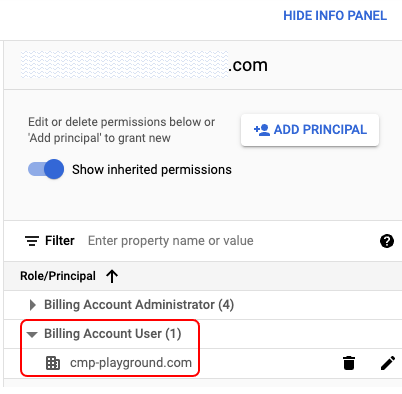 HIDE INFO PANEL
.com
Edit or delete permissions below or
'Add principal' to grant new
ADD PRINCIPAL
Show inherited permissions
Filter Enter property name or value
Role/Principal
Billing Account Administrator (4)
Billing Account User (1)
cmp-playground.com